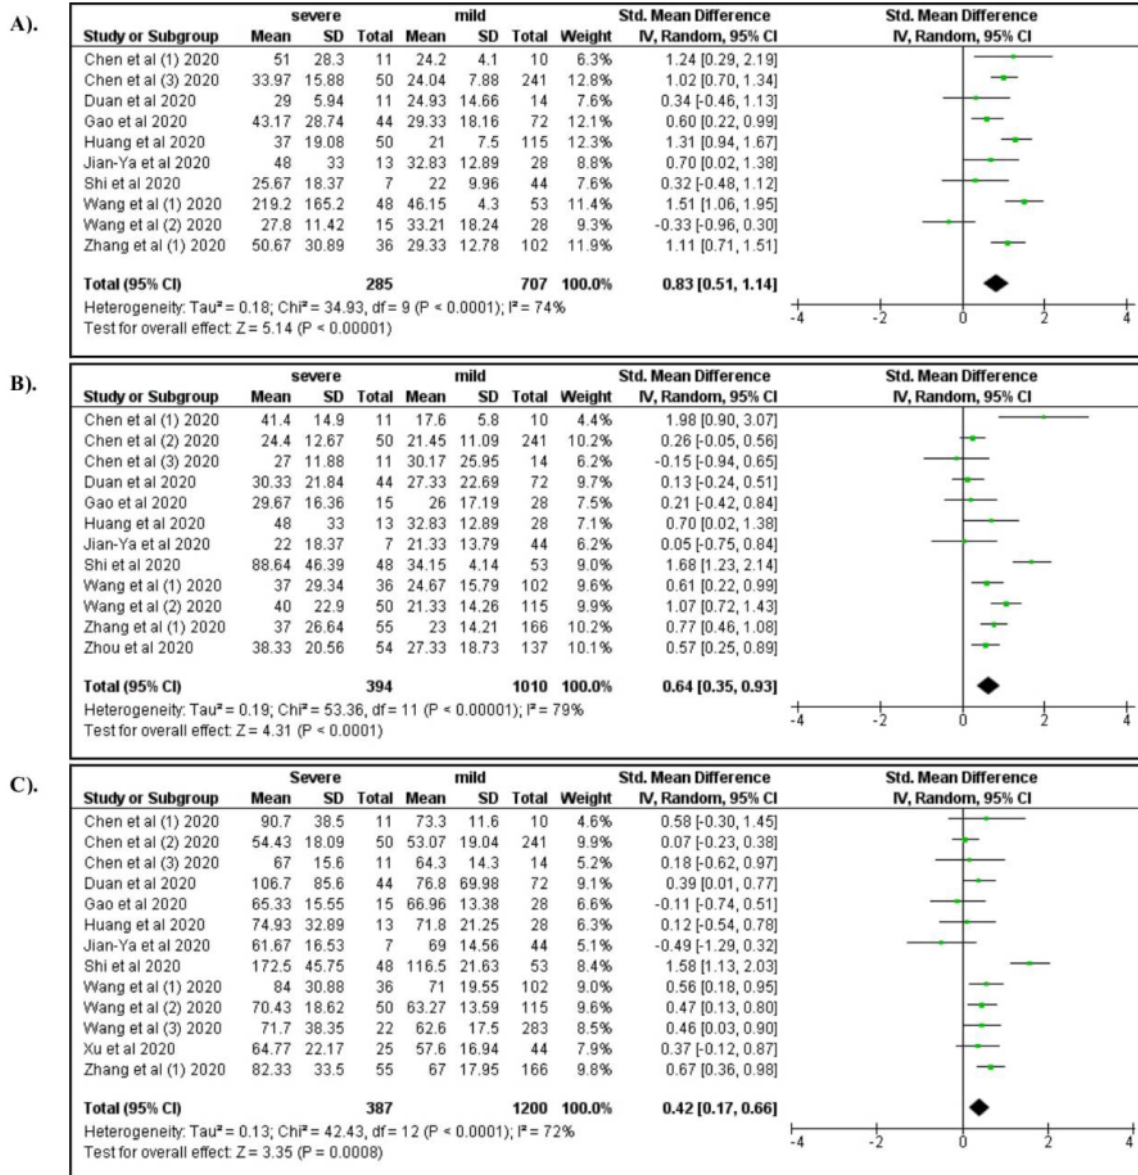 A).
severe mild Std. Mean Difference Std. Mean Difference
Study or Subgroup Mean SD Total Mean SD Total Weight IV, Random, 95% CI IV, Random, 95% CI
Chen et al (1) 2020 51 28.3 11 24.2 4.1 10 6.3% 1.24 [0.29, 2.19]
Chen et al (3) 2020 33.97 15.88 50 24.04 7.88 241 12.8% 1.02 [0.70, 1.34]
Duan et al 2020 29 5.94 11 24.93 14.66 14 7.6% 0.34 [-0.46, 1.13]
Gao et al 2020 43.17 28.74 44 29.33 18.16 72 12.1% 0.60 [0.22, 0.99]
Huang et al 2020 37 19.08 50 21 7.5 115 12.3% 1.31 [0.94, 1.67]
Jian-Ya et al 2020 48 33 13 32.83 12.89 28 8.8% 0.70 [0.02, 1.38]
Shi et al 2020 25.67 18.37 7 22 9.96 44 7.6% 0.32 [-0.48, 1.12]
Wang et al (1) 2020 219.2 165.2 48 46.15 4.3 53 11.4% 1.51 [1.06, 1.95]
Wang et al (2) 2020 27.8 11.42 15 33.21 18.24 28 9.3% -0.33 [-0.96, 0.30]
Zhang et al (1) 2020 50.67 30.89 36 29.33 12.78 102 11.9% 1.11 [0.71, 1.51]
Total (95% CI) 285 707 100.0% 0.83 [0.51, 1.14]
Heterogeneity: Tau² = 0.18; Chi² = 34.93, df = 9 (P < 0.0001); I² = 74%
Test for overall effect: Z = 5.14 (P < 0.00001)
-4 -2 0 2 4
B).
severe mild Std. Mean Difference Std. Mean Difference
Study or Subgroup Mean SD Total Mean SD Total Weight IV, Random, 95% CI IV, Random, 95% CI
Chen et al (1) 2020 41.4 14.9 11 17.6 5.8 10 4.4% 1.98 [0.90, 3.07]
Chen et al (2) 2020 24.4 12.67 50 21.45 11.09 241 10.2% 0.26 [-0.05, 0.56]
Chen et al (3) 2020 27 11.88 11 30.17 25.95 14 6.2% -0.15 [-0.94, 0.65]
Duan et al 2020 30.33 21.84 44 27.33 22.69 72 9.7% 0.13 [-0.24, 0.51]
Gao et al 2020 29.67 16.36 15 26 17.19 28 7.5% 0.21 [-0.42, 0.84]
Huang et al 2020 48 33 13 32.83 12.89 28 7.1% 0.70 [0.02, 1.38]
Jian-Ya et al 2020 22 18.37 7 21.33 13.79 44 6.2% 0.05 [-0.75, 0.84]
Shi et al 2020 88.64 46.39 48 34.15 4.14 53 9.0% 1.68 [1.23, 2.14]
Wang et al (1) 2020 37 29.34 36 24.67 15.79 102 9.6% 0.61 [0.22, 0.99]
Wang et al (2) 2020 40 22.9 50 21.33 14.26 115 9.9% 1.07 [0.72, 1.43]
Zhang et al (1) 2020 37 26.64 55 23 14.21 166 10.2% 0.77 [0.46, 1.08]
Zhou et al 2020 38.33 20.56 54 27.33 18.73 137 10.1% 0.57 [0.25, 0.89]
Total (95% CI) 394 1010 100.0% 0.64 [0.35, 0.93]
Heterogeneity: Tau² = 0.19; Chi² = 53.36, df = 11 (P < 0.00001); I² = 79%
Test for overall effect: Z = 4.31 (P < 0.0001)
-4 -2 0 2 4
C).
Severe mild Std. Mean Difference Std. Mean Difference
Study or Subgroup Mean SD Total Mean SD Total Weight IV, Random, 95% CI IV, Random, 95% CI
Chen et al (1) 2020 90.7 38.5 11 73.3 11.6 10 4.6% 0.58 [-0.30, 1.45]
Chen et al (2) 2020 54.43 18.09 50 53.07 19.04 241 9.9% 0.07 [-0.23, 0.38]
Chen et al (3) 2020 67 15.6 11 64.3 14.3 14 5.2% 0.18 [-0.62, 0.97]
Duan et al 2020 106.7 85.6 44 76.8 69.98 72 9.1% 0.39 [0.01, 0.77]
Gao et al 2020 65.33 15.55 15 66.96 13.38 28 6.6% -0.11 [-0.74, 0.51]
Huang et al 2020 74.93 32.89 13 71.8 21.25 28 6.3% 0.12 [-0.54, 0.78]
Jian-Ya et al 2020 61.67 16.53 7 69 14.56 44 5.1% -0.49 [-1.29, 0.32]
Shi et al 2020 172.5 45.75 48 116.5 21.63 53 8.4% 1.58 [1.13, 2.03]
Wang et al (1) 2020 84 30.88 36 71 19.55 102 9.0% 0.56 [0.18, 0.95]
Wang et al (2) 2020 70.43 18.62 50 63.27 13.59 115 9.6% 0.47 [0.13, 0.80]
Wang et al (3) 2020 71.7 38.35 22 62.6 17.5 283 8.5% 0.46 [0.03, 0.90]
Xu et al 2020 64.77 22.17 25 57.6 16.94 44 7.9% 0.37 [-0.12, 0.87]
Zhang et al (1) 2020 82.33 33.5 55 67 17.95 166 9.8% 0.67 [0.36, 0.98]
Total (95% CI) 387 1200 100.0% 0.42 [0.17, 0.66]
Heterogeneity: Tau² = 0.13; Chi² = 42.43, df = 12 (P < 0.0001); I² = 72%
Test for overall effect: Z = 3.35 (P = 0.0008)
-4 -2 0 2 4